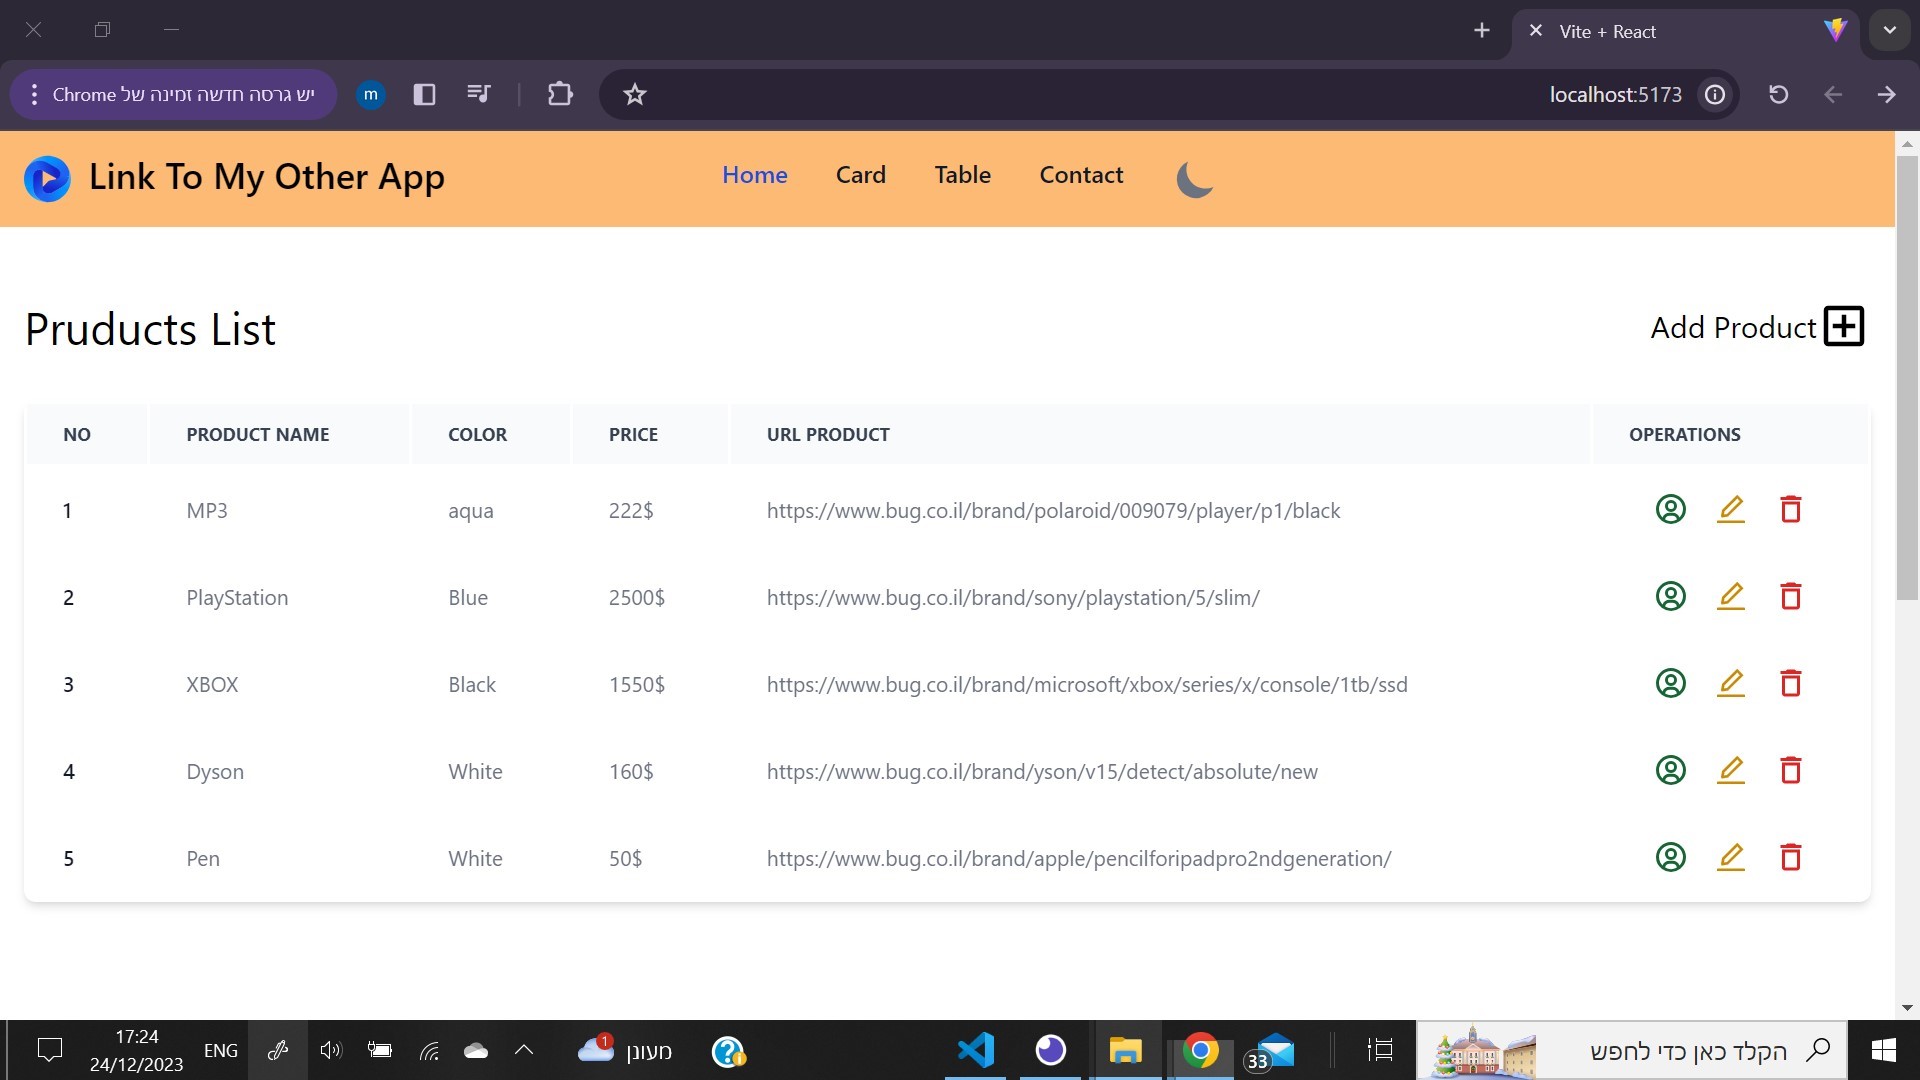 Vite + React
יש גרסה חדשה זמינה של Chrome
m
localhost:5173
Link To My Other App
Home Card Table Contact
Pruducts List
Add Product
NO PRODUCT NAME COLOR PRICE URL PRODUCT OPERATIONS
1 MP3 aqua 222$ https://www.bug.co.il/brand/polaroid/009079/player/p1/black
2 PlayStation Blue 2500$ https://www.bug.co.il/brand/sony/playstation/5/slim/
3 XBOX Black 1550$ https://www.bug.co.il/brand/microsoft/xbox/series/x/console/1tb/ssd
4 Dyson White 160$ https://www.bug.co.il/brand/yson/v15/detect/absolute/new
5 Pen White 50$ https://www.bug.co.il/brand/apple/pencilforipadpro2ndgeneration/
17:24
24/12/2023
ENG
1
מעונן
33
הקלד כאן כדי לחפש